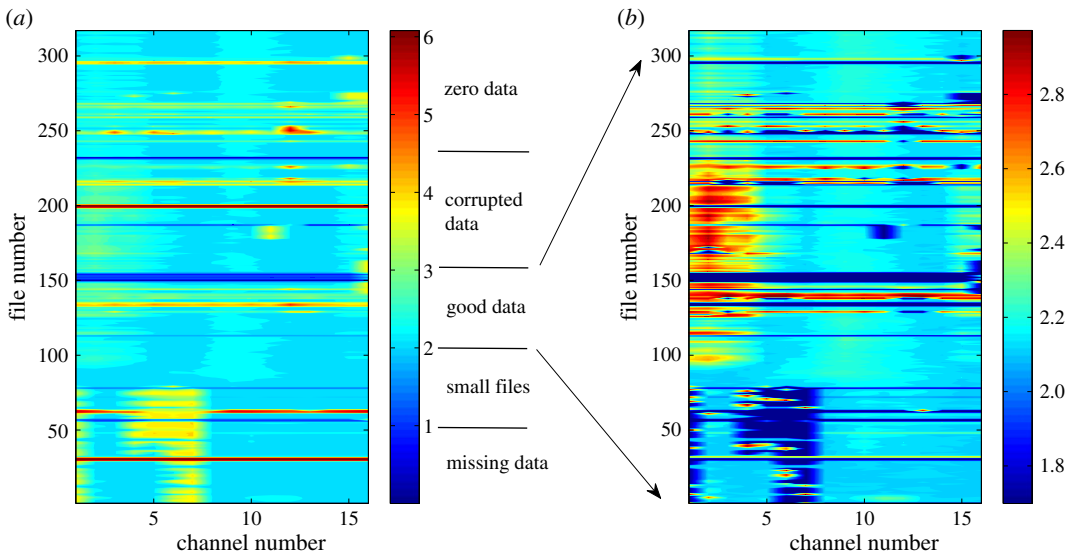 (a)
(b)
300
250
200
150
100
50
file number
5
10
15
channel number
6
5
4
3
2
1
zero data
corrupted
data
good data
small files
missing data
300
250
200
150
100
50
file number
5
10
15
channel number
2.8
2.6
2.4
2.2
2.0
1.8